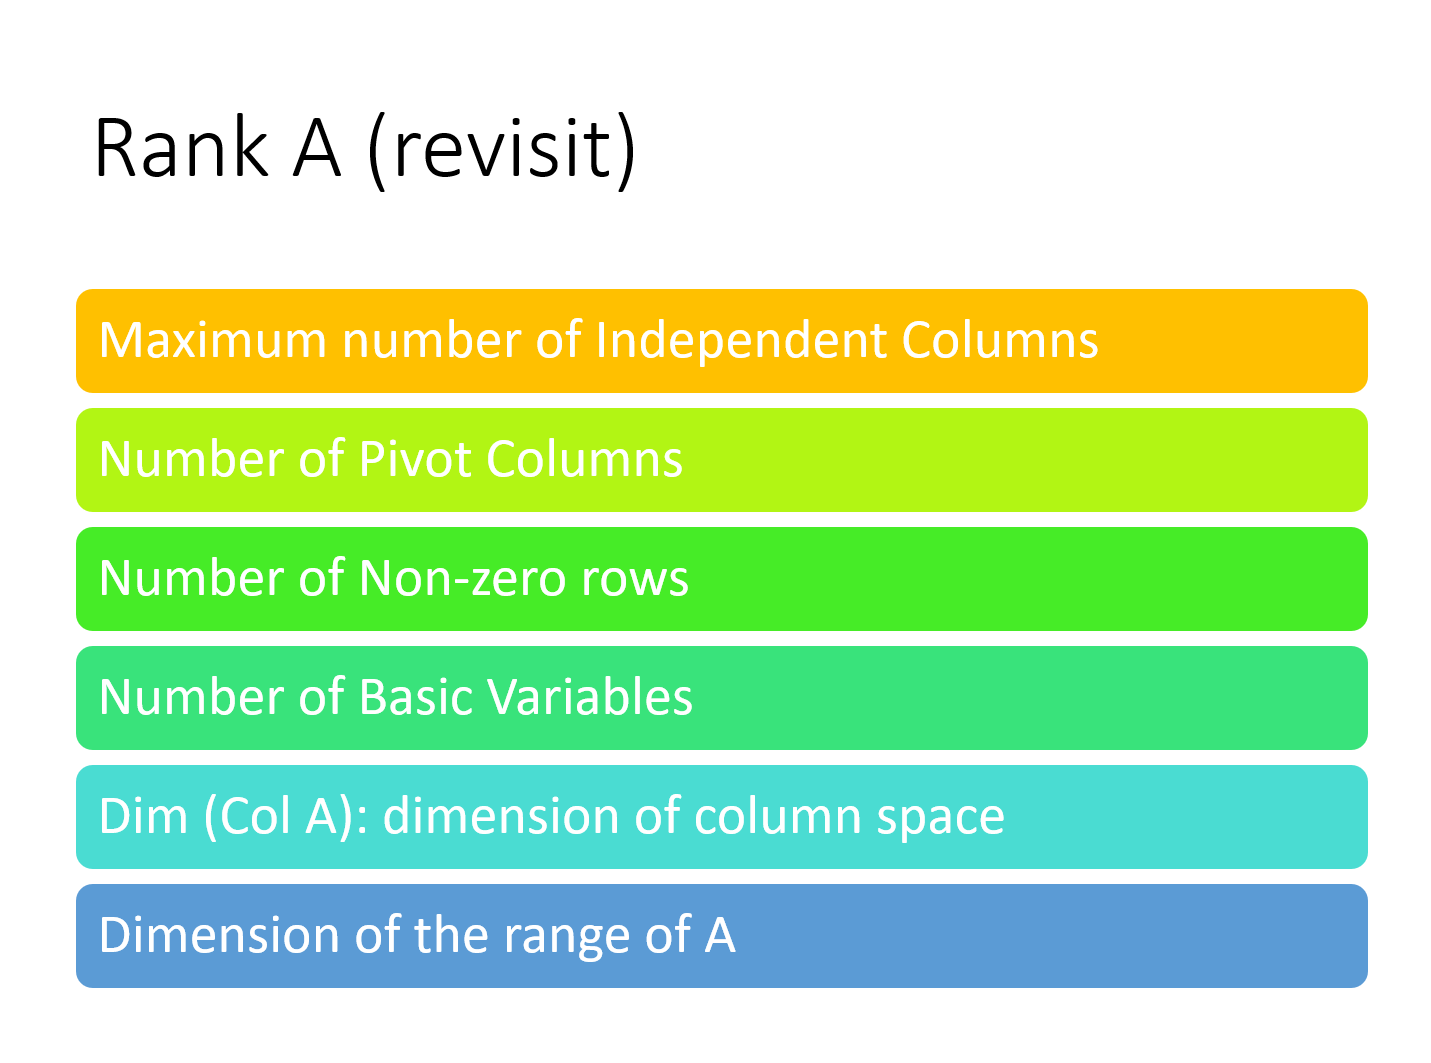 Rank A (revisit)
Maximum number of Independent Columns
Number of Pivot Columns
Number of Non-zero rows
Number of Basic Variables
Dim (Col A): dimension of column space
Dimension of the range of A